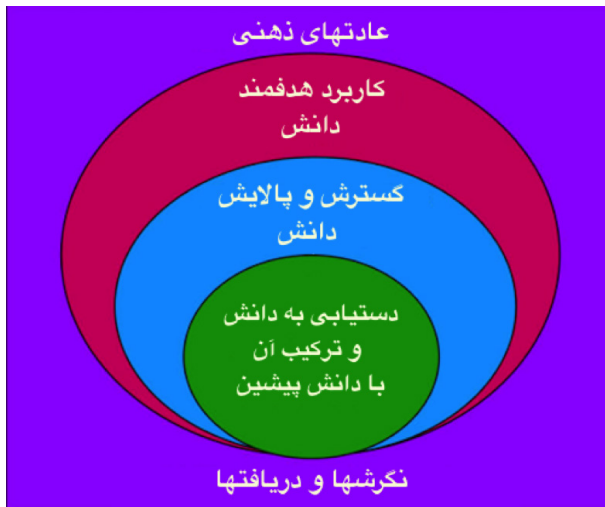 عادتهای ذهنی
کاربرد هدفمند
دانش
گسترش و پالایش
دانش
دستیابی به دانش
و ترکیب آن
با دانش پیشین
نگرشها و دریافتها